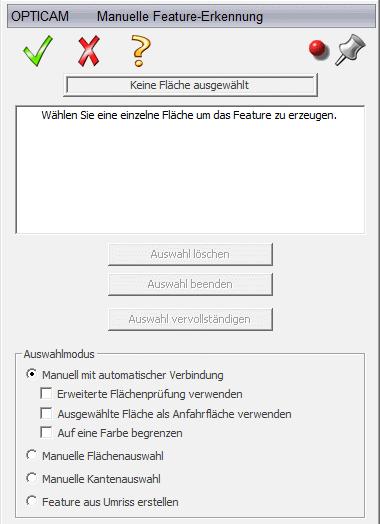 OPTICAM Manuelle Feature-Erkennung
Keine Fläche ausgewählt
Wählen Sie eine einzelne Fläche um das Feature zu erzeugen.
Auswahl löschen
Auswahl beenden
Auswahl vervollständigen
Auswahlmodus
Manuell mit automatischer Verbindung
Erweiterte Flächenprüfung verwenden
Ausgewählte Fläche als Anfahrfläche verwenden
Auf eine Farbe begrenzen
Manuelle Flächenauswahl
Manuelle Kantenauswahl
Feature aus Umriss erstellen